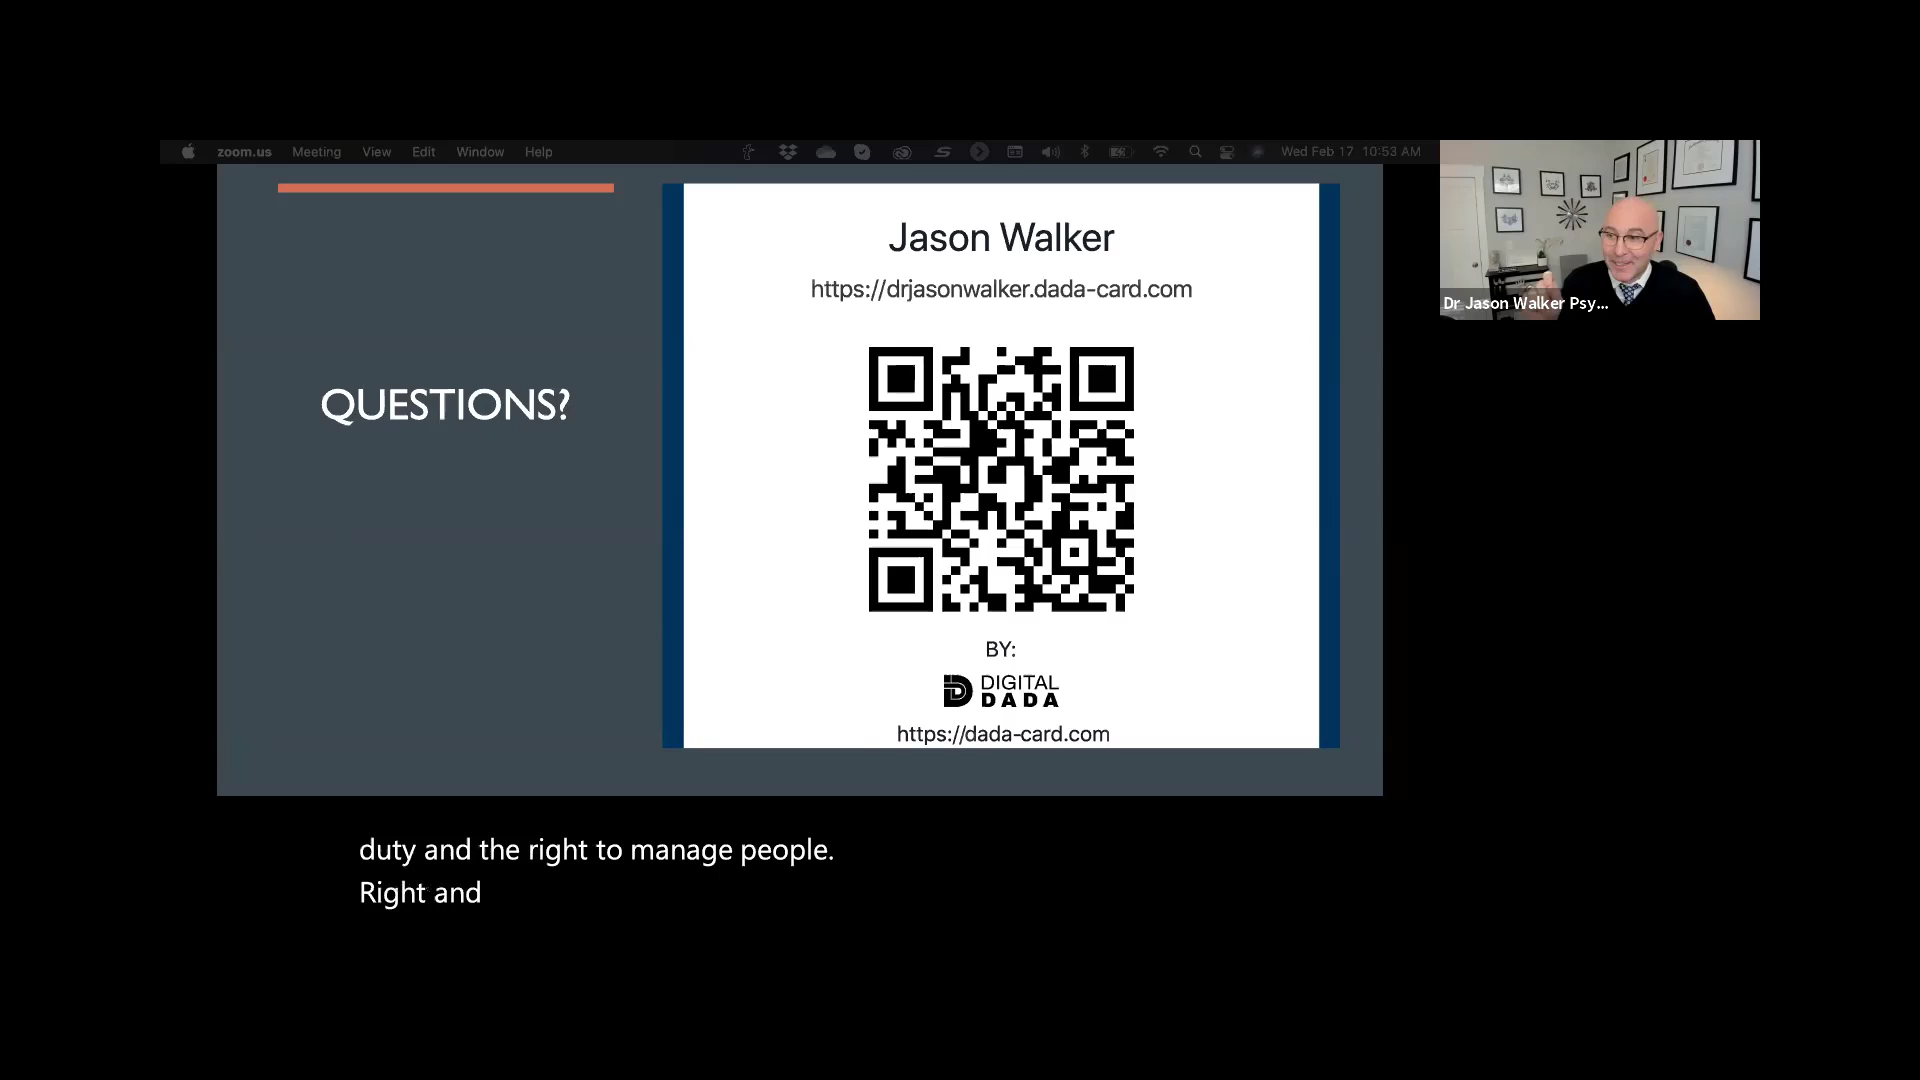 zoom.us Meeting View Edit Window Help Wed Feb 17 10:53 AM
QUESTIONS?
Jason Walker
https://drjasonwalker.dada-card.com
BY:
DIGITAL
DADA
https://dada-card.com
Dr Jason Walker Psy...
duty and the right to manage people.
Right and